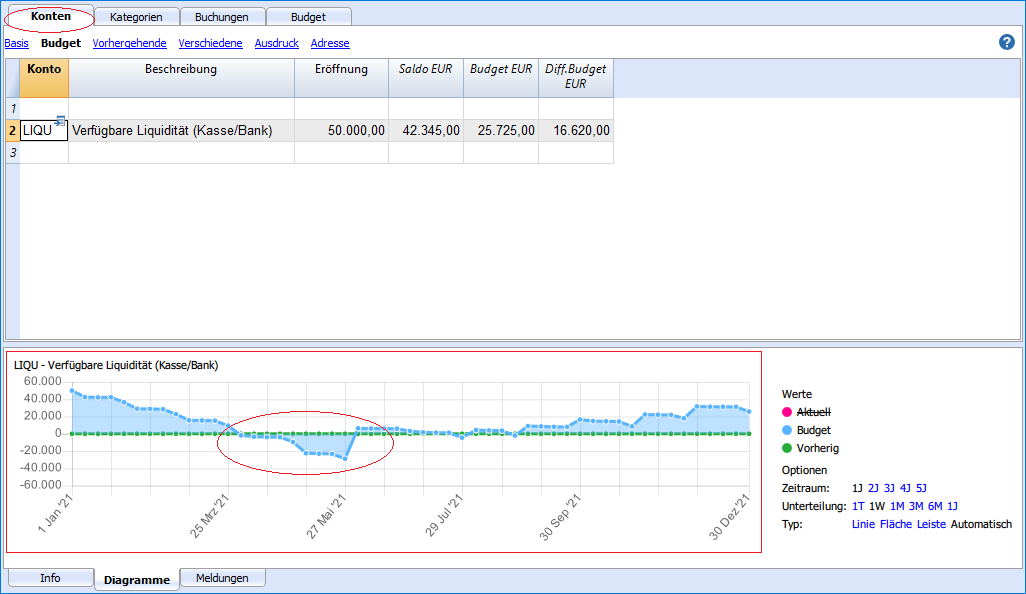 Konten Kategorien Buchungen Budget
Basis Budget Vorhergehende Verschiedene Ausdruck Adresse ?
Konto Beschreibung Eröffnung Saldo EUR Budget EUR Diff.Budget
EUR
1
2 LIQU Verfügbare Liquidität (Kasse/Bank) 50.000,00 42.345,00 25.725,00 16.620,00
3
LIQU - Verfügbare Liquidität (Kasse/Bank)
60.000
40.000
20.000
0
-20.000
-40.000
-60.000
1 Jan '21 25 Mrz '21 27 Mai '21 29 Jul '21 30 Sep '21 30 Dez '21
Werte
Aktuell
Budget
Vorherig
Optionen
Zeitraum: 1J 2J 3J 4J 5J
Unterteilung: 1T 1W 1M 3M 6M 1J
Typ: Linie Fläche Leiste Automatisch
Info Diagramme Meldungen